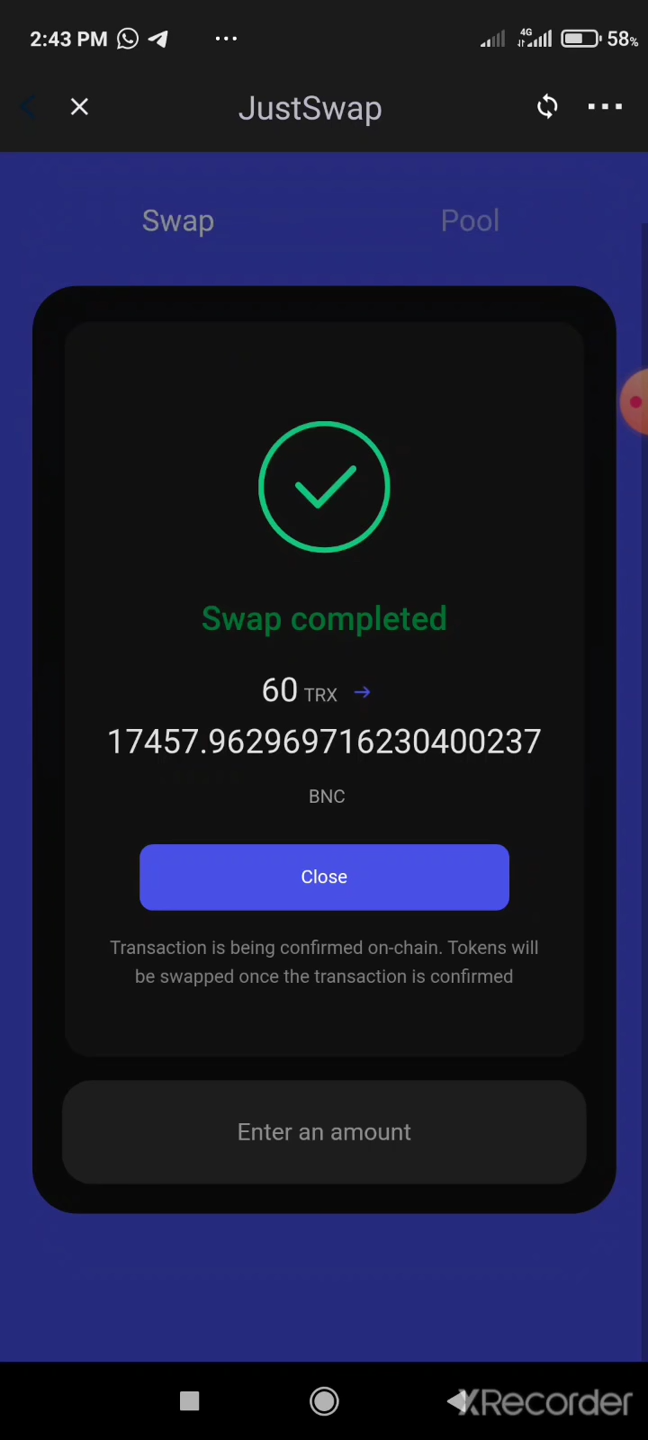 2:43 PM ... 4G 58%
JustSwap ...
Swap Pool
Swap completed
60 TRX →
17457.962969716230400237
BNC
Close
Transaction is being confirmed on-chain. Tokens will
be swapped once the transaction is confirmed
Enter an amount
XRecorder